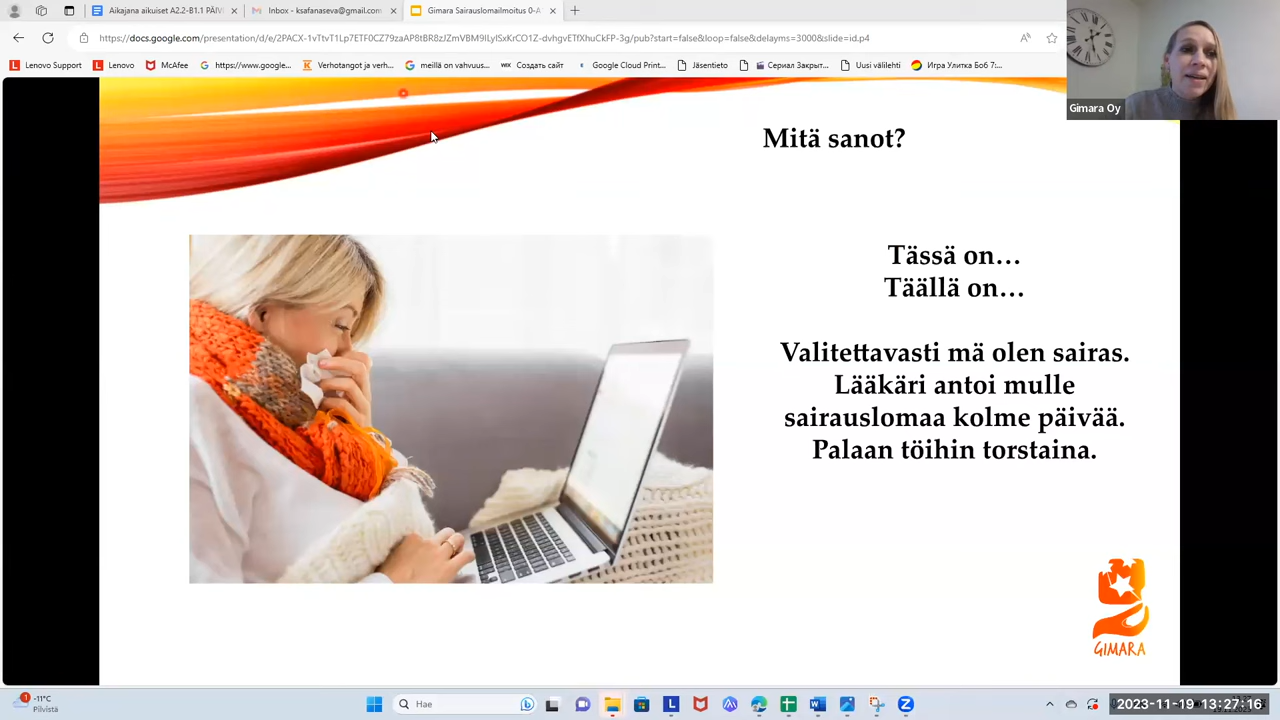 Aikajana aikuiset A2.2-B1.1 PÄIV
Inbox - ksafanaseva@gmail.com
Gimara Sairauslomailmoitus 0-A
https://docs.google.com/presentation/d/e/2PACX-1vTtvT1Lp7ETF0CZ79zaAP8tBR8zJZmVBM9ILylSxKrCO1Z-dvhgvETfXhuCkFP-3g/pub?start=false&loop=false&delayms=3000&slide=id.p4
Lenovo Support
Lenovo
McAfee
https://www.google...
Verhotangot ja verh...
meillä on vahvuus...
WIX Создать сайт
Google Cloud Print...
Jäsentieto
Сериал Закрыт...
Uusi välilehti
Игра Улитка Боб 7:...
Gimara Oy
Mitä sanot?
Tässä on...
Täällä on...
Valitettavasti mä olen sairas.
Lääkäri antoi mulle
sairauslomaa kolme päivää.
Palaan töihin torstaina.
GIMARA
1
-11°C
Pilvistä
Hae
2023-11-19 13:27:16